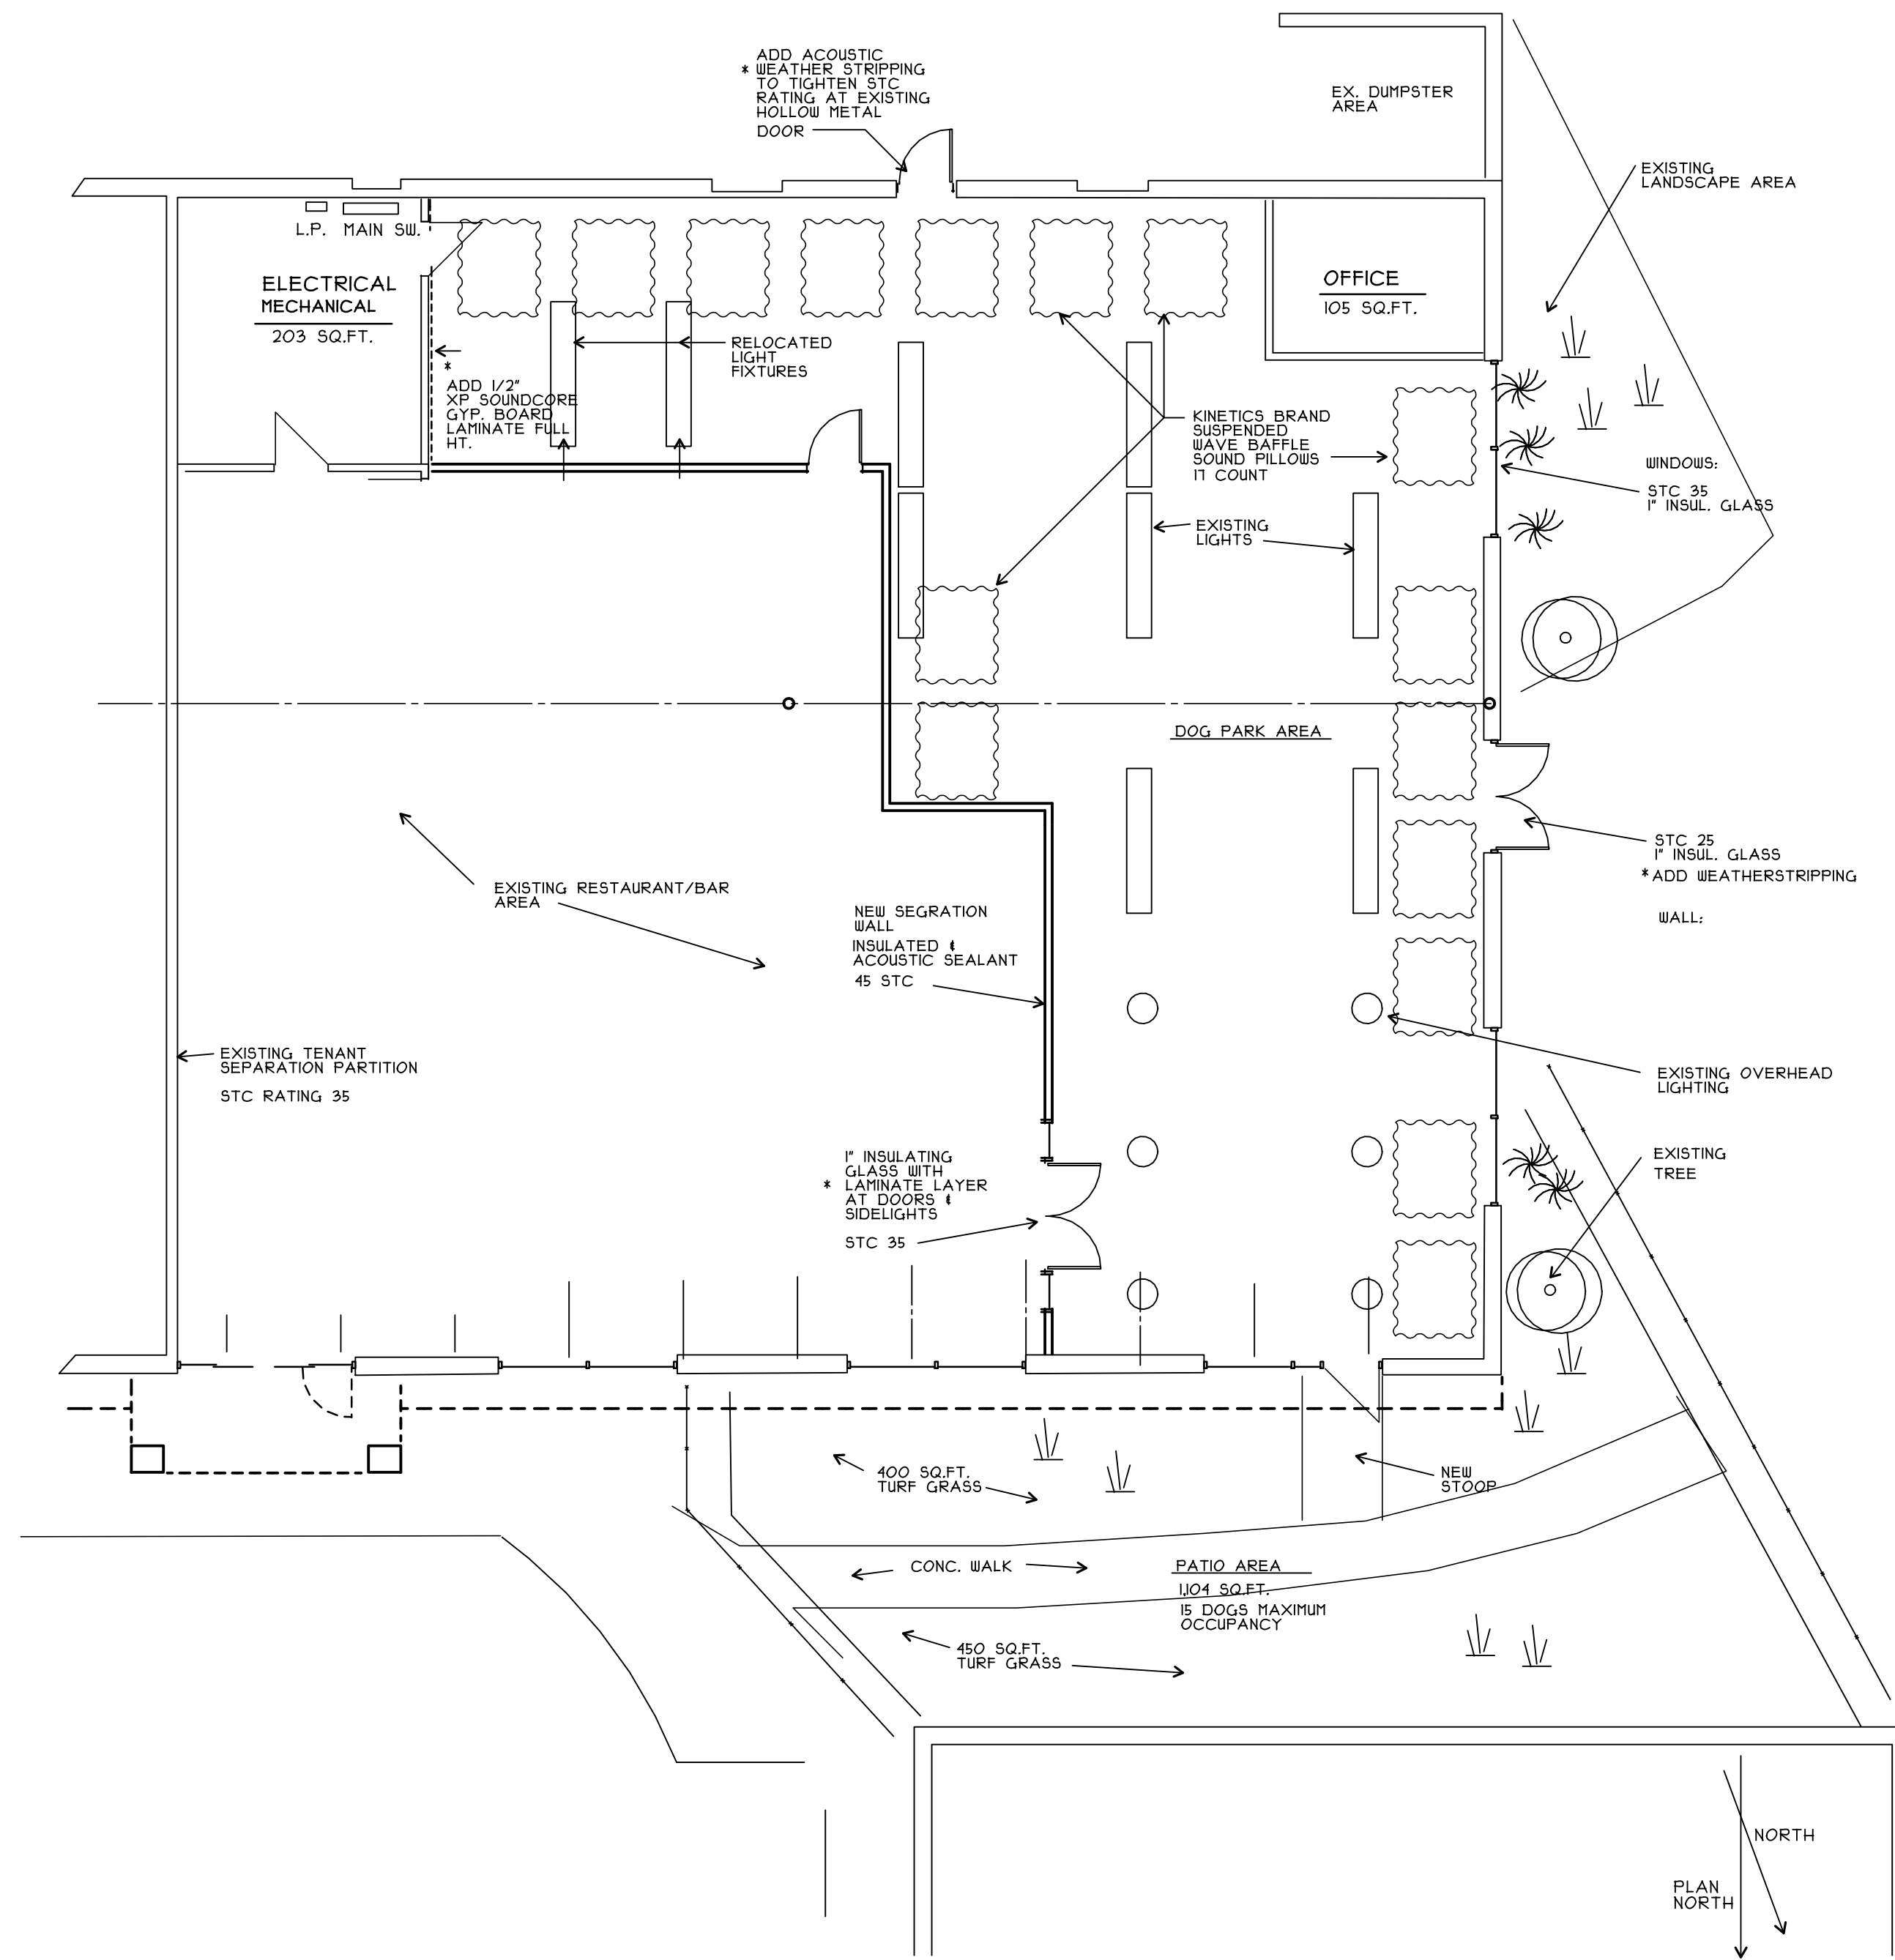 ADD ACOUSTIC
* WEATHER STRIPPING
TO TIGHTEN STC
RATING AT EXISTING
HOLLOW METAL
DOOR
EX. DUMPSTER
AREA
EXISTING
LANDSCAPE AREA
L.P. MAIN SW.
ELECTRICAL
MECHANICAL
203 SQ.FT.
OFFICE
105 SQ.FT.
RELOCATED
LIGHT
FIXTURES
*
ADD 1/2"
XP SOUNDCORE
GYP. BOARD
LAMINATE FULL
HT.
KINETICS BRAND
SUSPENDED
WAVE BAFFLE
SOUND PILLOWS
17 COUNT
WINDOWS:
STC 35
1" INSUL. GLASS
EXISTING
LIGHTS
DOG PARK AREA
STC 25
1" INSUL. GLASS
* ADD WEATHERSTRIPPING
WALL:
EXISTING RESTAURANT/BAR
AREA
NEW SEGRATION
WALL
INSULATED &
ACOUSTIC SEALANT
45 STC
EXISTING TENANT
SEPARATION PARTITION
STC RATING 35
EXISTING OVERHEAD
LIGHTING
1" INSULATING
GLASS WITH
* LAMINATE LAYER
AT DOORS &
SIDELIGHTS
STC 35
EXISTING
TREE
400 SQ.FT.
TURF GRASS
NEW
STOOP
CONC. WALK
PATIO AREA
1,104 SQ.FT.
15 DOGS MAXIMUM
OCCUPANCY
450 SQ.FT.
TURF GRASS
NORTH
PLAN
NORTH